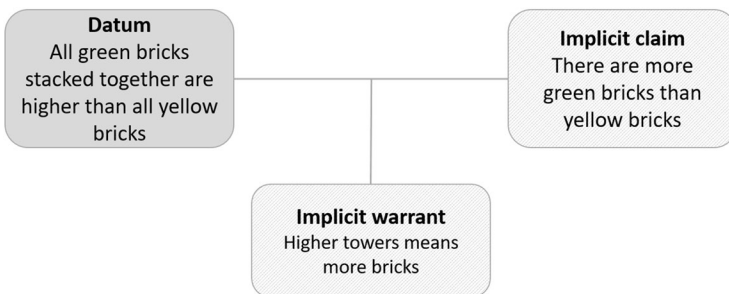 Datum
All green bricks
stacked together are
higher than all yellow
bricks
Implicit claim
There are more
green bricks than
yellow bricks
Implicit warrant
Higher towers means
more bricks